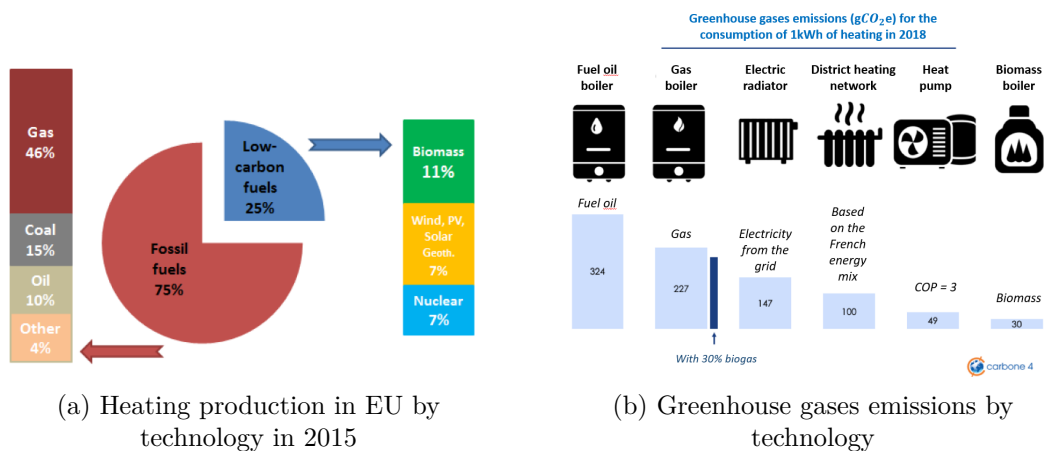 Gas
46%
Coal
15%
Oil
10%
Other
4%
Fossil
fuels
75%
Low-
carbon
fuels
25%
Biomass
11%
Wind, PV,
Solar
Geoth.
7%
Nuclear
7%
(a) Heating production in EU by
technology in 2015
Greenhouse gases emissions (gCO₂e) for the
consumption of 1kWh of heating in 2018
Fuel oil
boiler
Gas
boiler
Electric
radiator
District heating
network
Heat
pump
Biomass
boiler
Fuel oil
324
Gas
227
With 30% biogas
Electricity
from the
grid
147
Based
on the
French
energy
mix
100
COP = 3
49
Biomass
30
carbone 4
(b) Greenhouse gases emissions by
technology